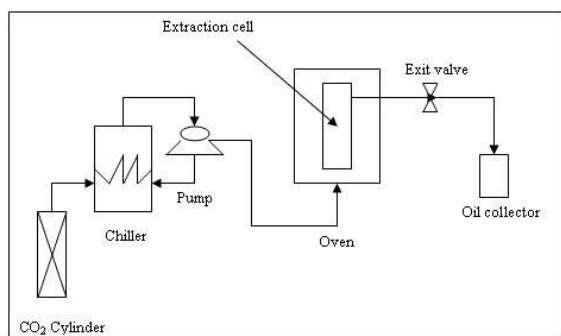 Extraction cell
Exit valve
Pump
Chiller
Oven
Oil collector
CO₂ Cylinder